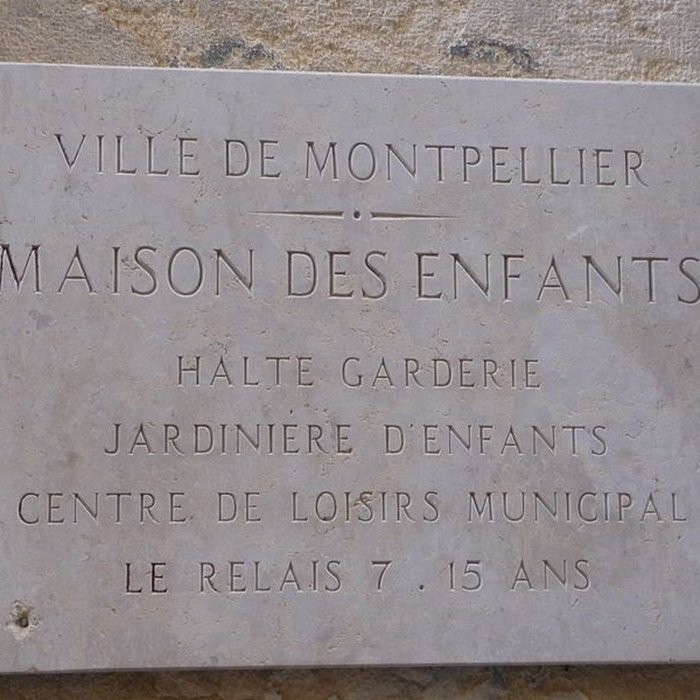 VILLE DE MONTPELLIER
MAISON DES ENFANTS
HALTE GARDERIE
JARDINIÈRE D'ENFANTS
CENTRE DE LOISIRS MUNICIPAL
LE RELAIS 7 . 15 ANS